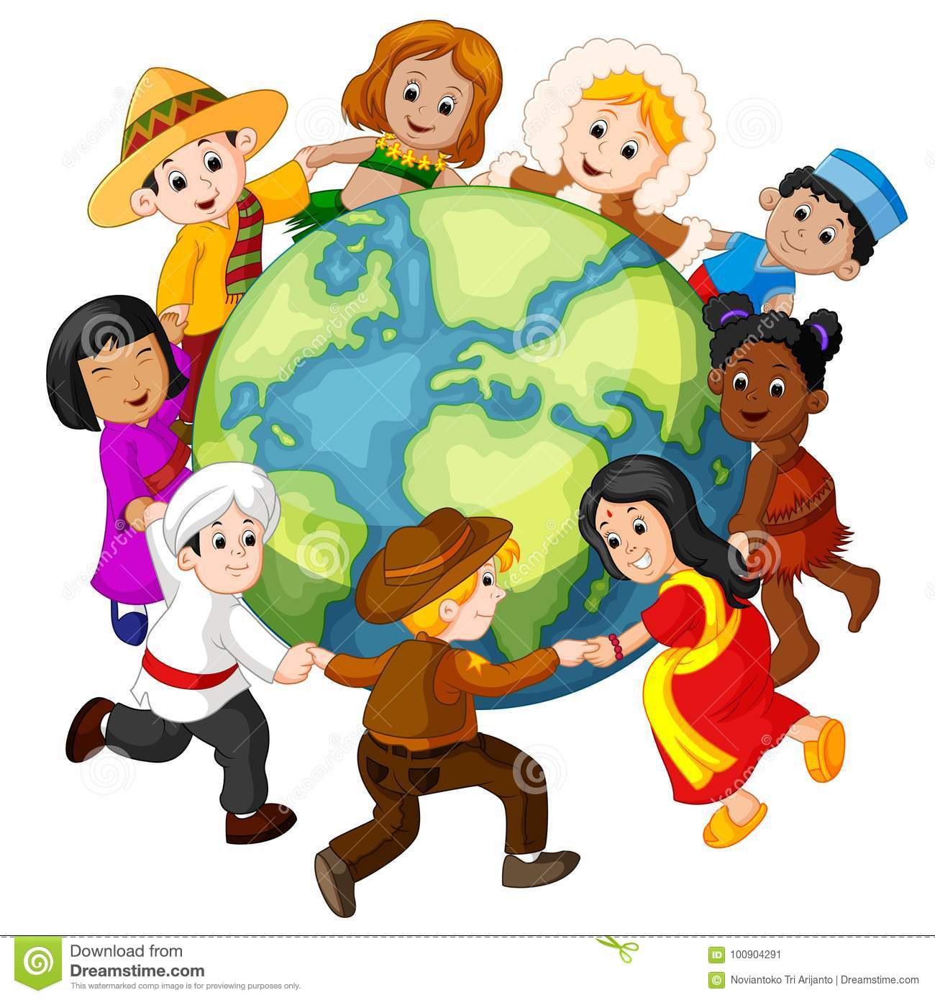 Download from
Dreamstime.com
This watermarked comp image is for previewing purposes only.
ID 100904291
© Noviantoko Tri Arijanto | Dreamstime.com